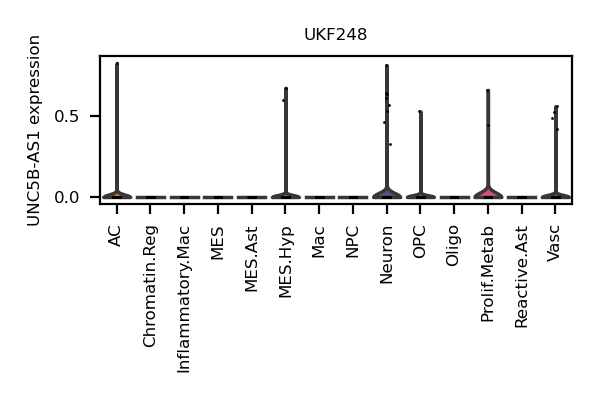 UKF248
UNC5B-AS1 expression
0.5
0.0
AC
Chromatin.Reg
Inflammatory.Mac
MES
MES.Ast
MES.Hyp
Mac
NPC
Neuron
OPC
Oligo
Prolif.Metab
Reactive.Ast
Vasc